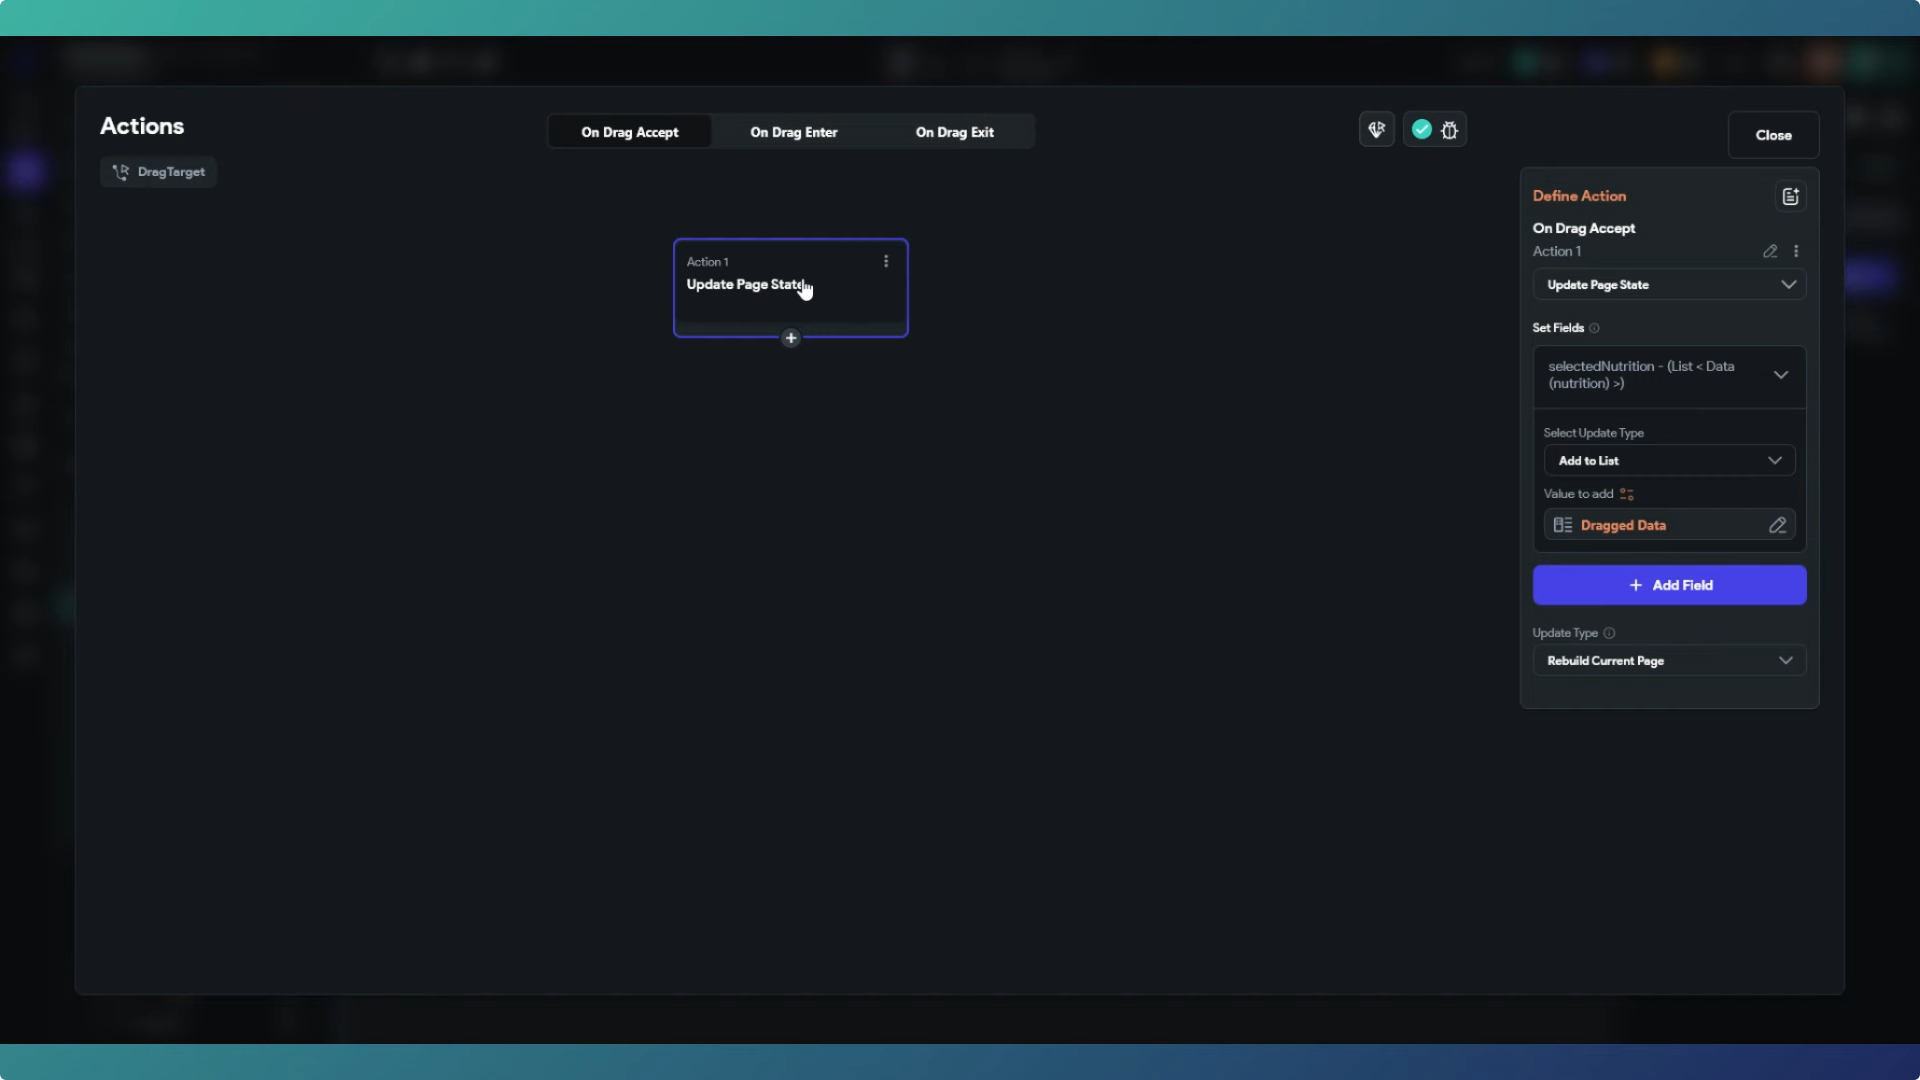 Actions
On Drag Accept
On Drag Enter
On Drag Exit
Close
DragTarget
Action 1
Update Page State
Define Action
On Drag Accept
Action 1
Update Page State
Set Fields
selectedNutrition - (List < Data
(nutrition) >)
Select Update Type
Add to List
Value to add
Dragged Data
+ Add Field
Update Type
Rebuild Current Page